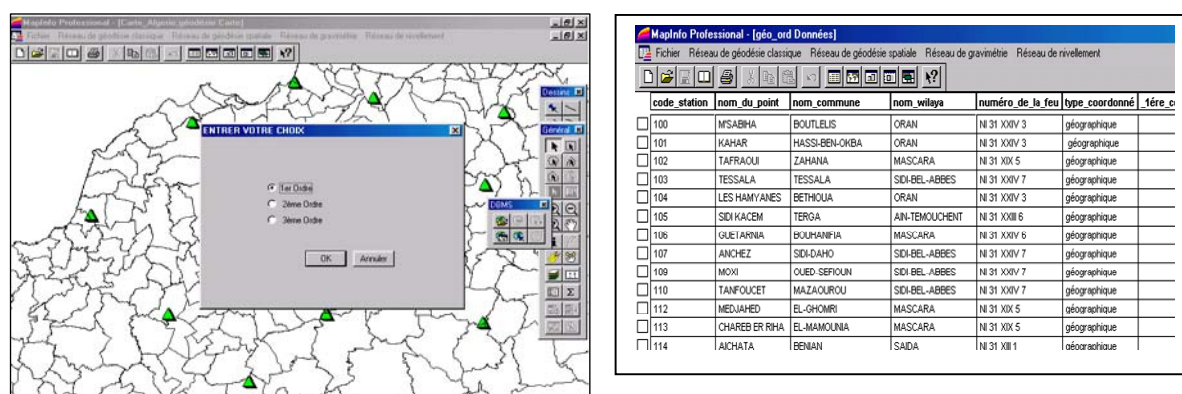 MapInfo Professional - [Carte_Algerie,géodésie Carte]
Fichier Réseau de géodésie classique Réseau de géodésie spatiale Réseau de gravimétrie Réseau de nivellement
Dessins
Général
ENTRER VOTRE CHOIX
1er Ordre
2ème Ordre
3ème Ordre
OK Annuler
DBMS
MapInfo Professional - [géo_ord Données]
Fichier Réseau de géodésie classique Réseau de géodésie spatiale Réseau de gravimétrie Réseau de nivellement
code_station nom_du_point nom_commune nom_wilaya numéro_de_la_feu type_coordonné _1ére_co
100 M'SABIHA BOUTLELIS ORAN NI 31 XXIV 3 géographique
101 KAHAR HASSI-BEN-OKBA ORAN NI 31 XXIV 3 géographique
102 TAFRAOUI ZAHANA MASCARA NI 31 XIX 5 géographique
103 TESSALA TESSALA SIDI-BEL-ABBES NI 31 XXIV 7 géographique
104 LES HAMYANES BETHIOUA ORAN NI 31 XXIV 3 géographique
105 SIDI KACEM TERGA AIN-TEMOUCHENT NI 31 XXIII 6 géographique
106 GUETARNIA BOUHANIFIA MASCARA NI 31 XXIV 6 géographique
107 ANCHEZ SIDI-DAHO SIDI-BEL-ABBES NI 31 XXIV 7 géographique
109 MOXI OUED-SEFIOUN SIDI-BEL-ABBES NI 31 XXIV 7 géographique
110 TANFOUCET MAZAOUROU SIDI-BEL-ABBES NI 31 XXIV 7 géographique
112 MEDJAHED EL-GHOMRI MASCARA NI 31 XIX 5 géographique
113 CHAREB ER RIHA EL-MAMOUNIA MASCARA NI 31 XIX 5 géographique
114 AICHATA BENIAN SAIDA NI 31 XIII 1 géographique